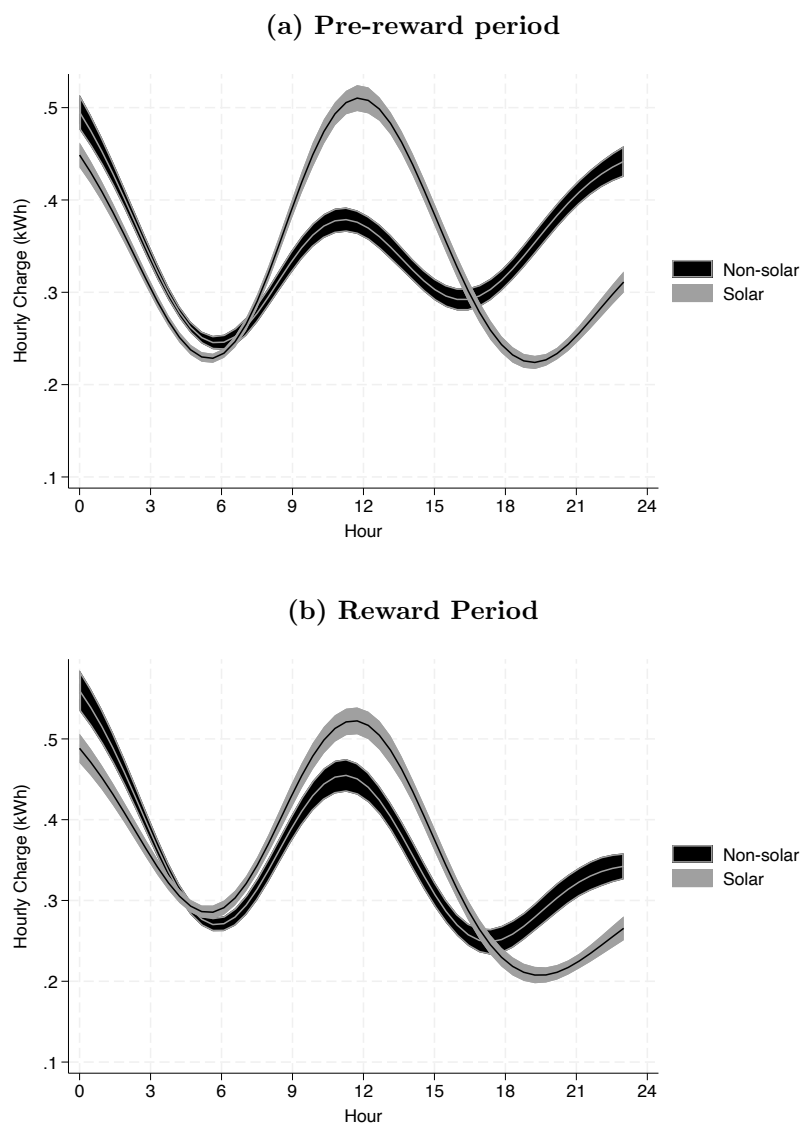 (a) Pre-reward period
.5
.4
.3
.2
.1
Hourly Charge (kWh)
0 3 6 9 12 15 18 21 24
Hour
Non-solar
Solar
(b) Reward Period
.5
.4
.3
.2
.1
Hourly Charge (kWh)
0 3 6 9 12 15 18 21 24
Hour
Non-solar
Solar